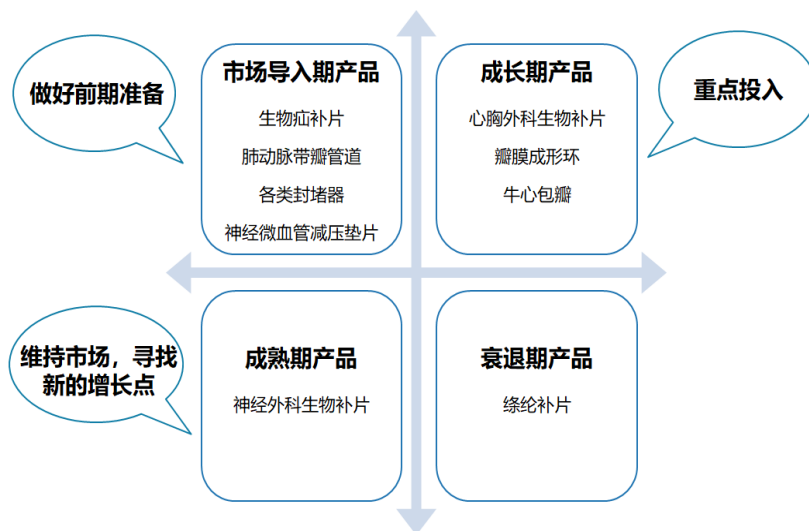 做好前期准备
市场导入期产品
生物疝补片
肺动脉带瓣管道
各类封堵器
神经微血管减压垫片
成长期产品
心胸外科生物补片
瓣膜成形环
牛心包瓣
重点投入
维持市场，寻找
新的增长点
成熟期产品
神经外科生物补片
衰退期产品
绦纶补片